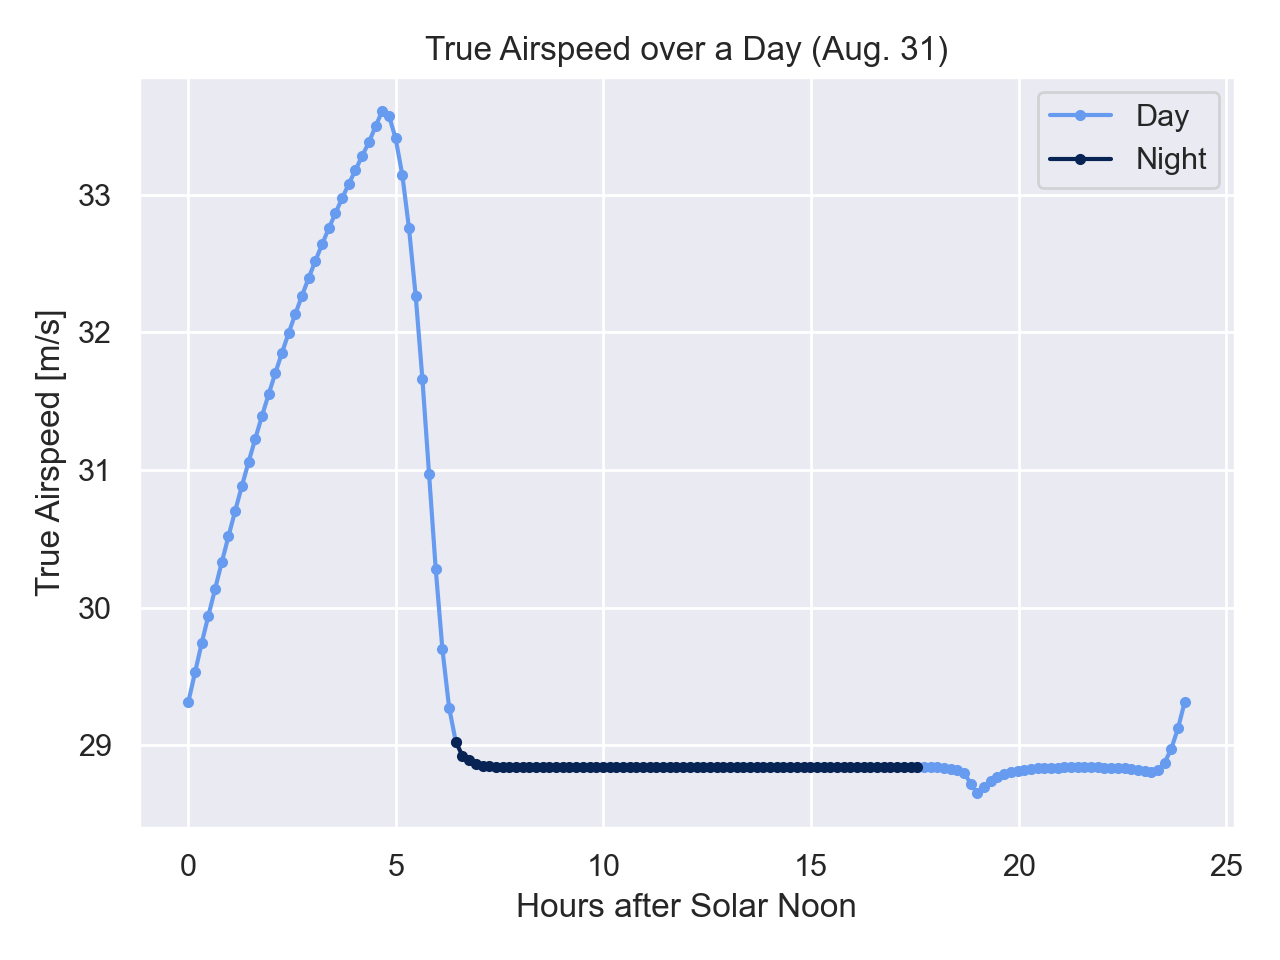 True Airspeed over a Day (Aug. 31)
Day
Night
True Airspeed [m/s]
33
32
31
30
29
0 5 10 15 20 25
Hours after Solar Noon